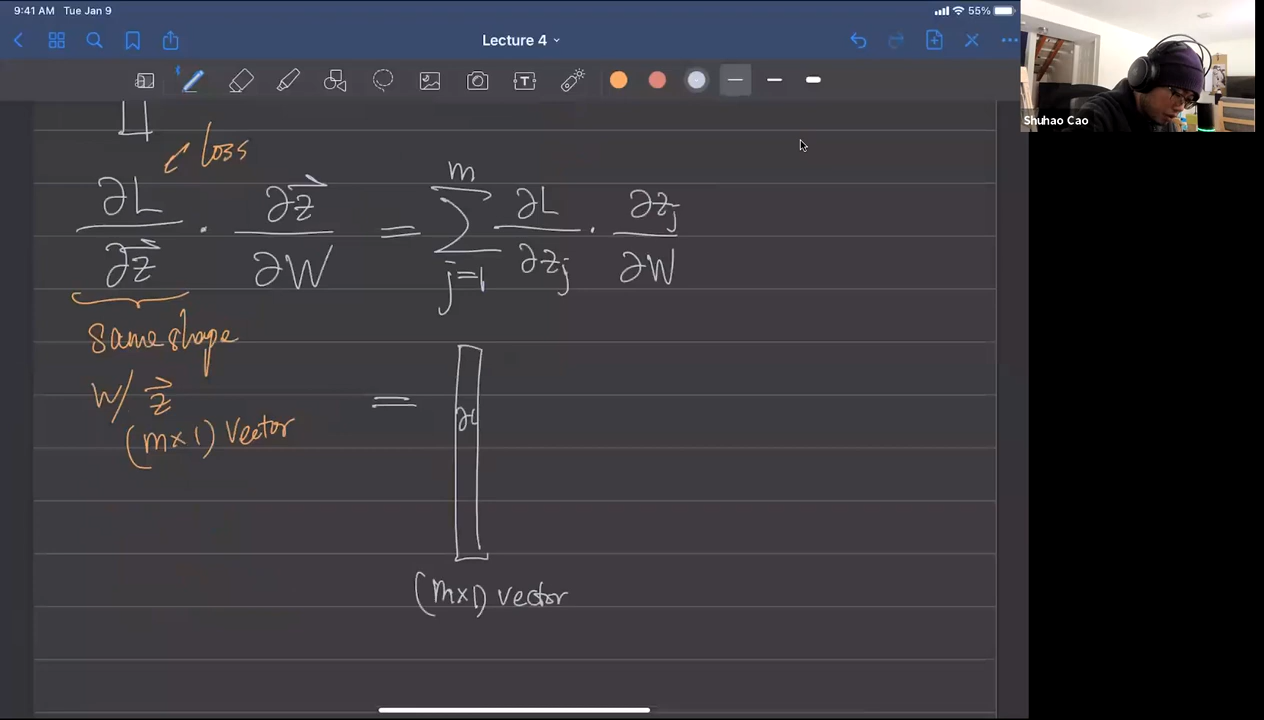 9:41 AM Tue Jan 9
55%
Lecture 4
Shuhao Cao
loss
∂L/∂z⃗ · ∂z⃗/∂W = ∑_{j=1}^{m} ∂L/∂z_j · ∂z_j/∂W
same shape
w/ z⃗
(m×1) vector
=
(m×1) vector